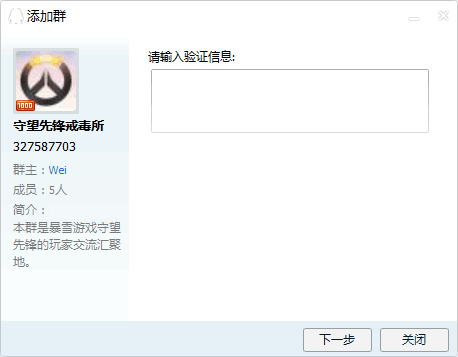 添加群
1000
守望先锋戒毒所
327587703
群主：Wei
成员：5人
简介：
本群是暴雪游戏守望
先锋的玩家交流汇聚
地。
请输入验证信息:
下一步
关闭